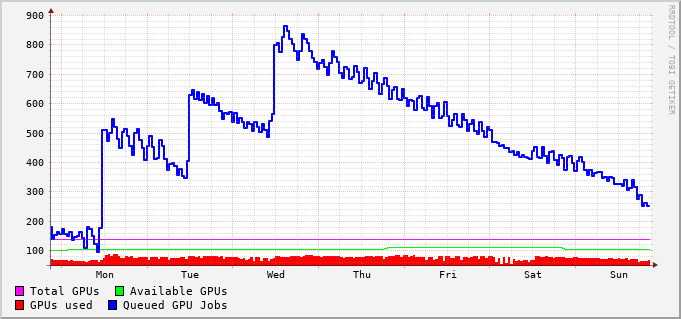 900
800
700
600
500
400
300
200
100
Mon Tue Wed Thu Fri Sat Sun
RRDTOOL / TOBI OETIKER
Total GPUs Available GPUs
GPUs used Queued GPU Jobs